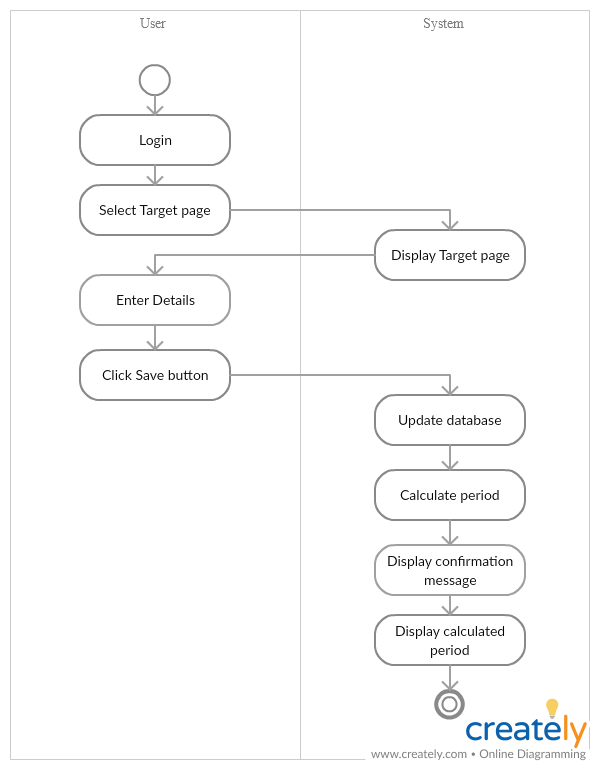 User
System
Login
Select Target page
Display Target page
Enter Details
Click Save button
Update database
Calculate period
Display confirmation
message
Display calculated
period
creately
www.creately.com • Online Diagramming